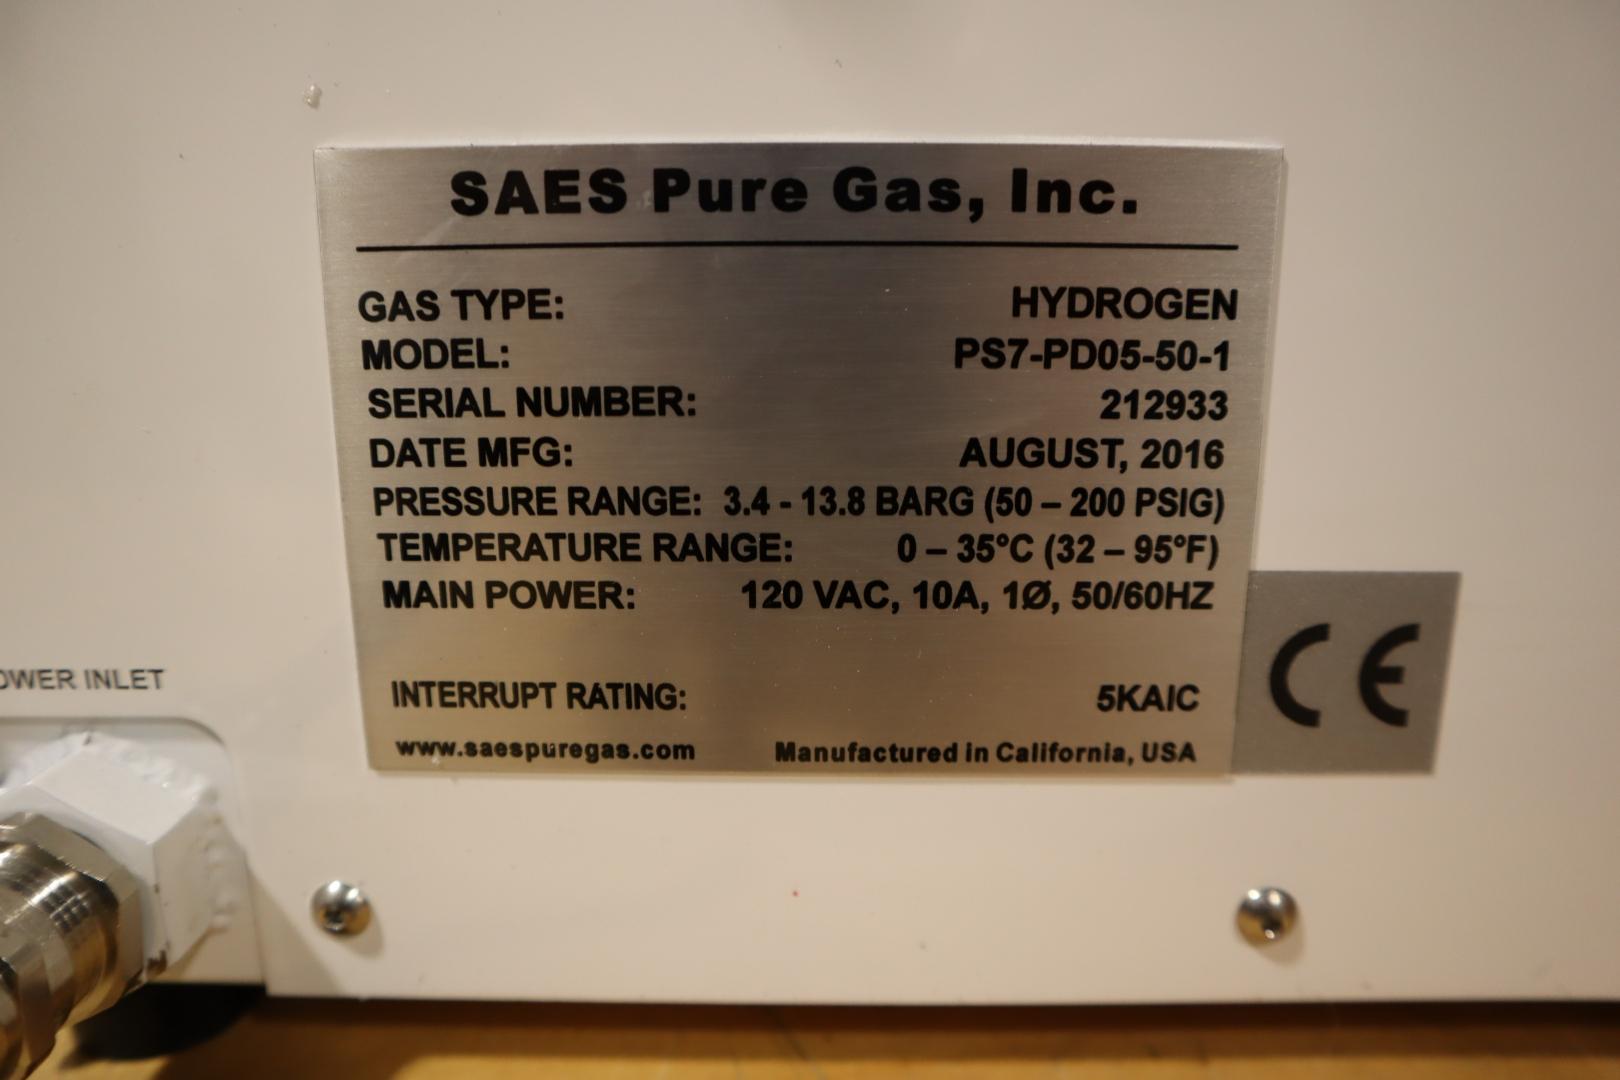 SAES Pure Gas, Inc.
GAS TYPE: HYDROGEN
MODEL: PS7-PD05-50-1
SERIAL NUMBER: 212933
DATE MFG: AUGUST, 2016
PRESSURE RANGE: 3.4 - 13.8 BARG (50 – 200 PSIG)
TEMPERATURE RANGE: 0 – 35°C (32 – 95°F)
MAIN POWER: 120 VAC, 10A, 1Ø, 50/60HZ
CE
OWER INLET
INTERRUPT RATING: 5KAIC
www.saespuregas.com Manufactured in California, USA